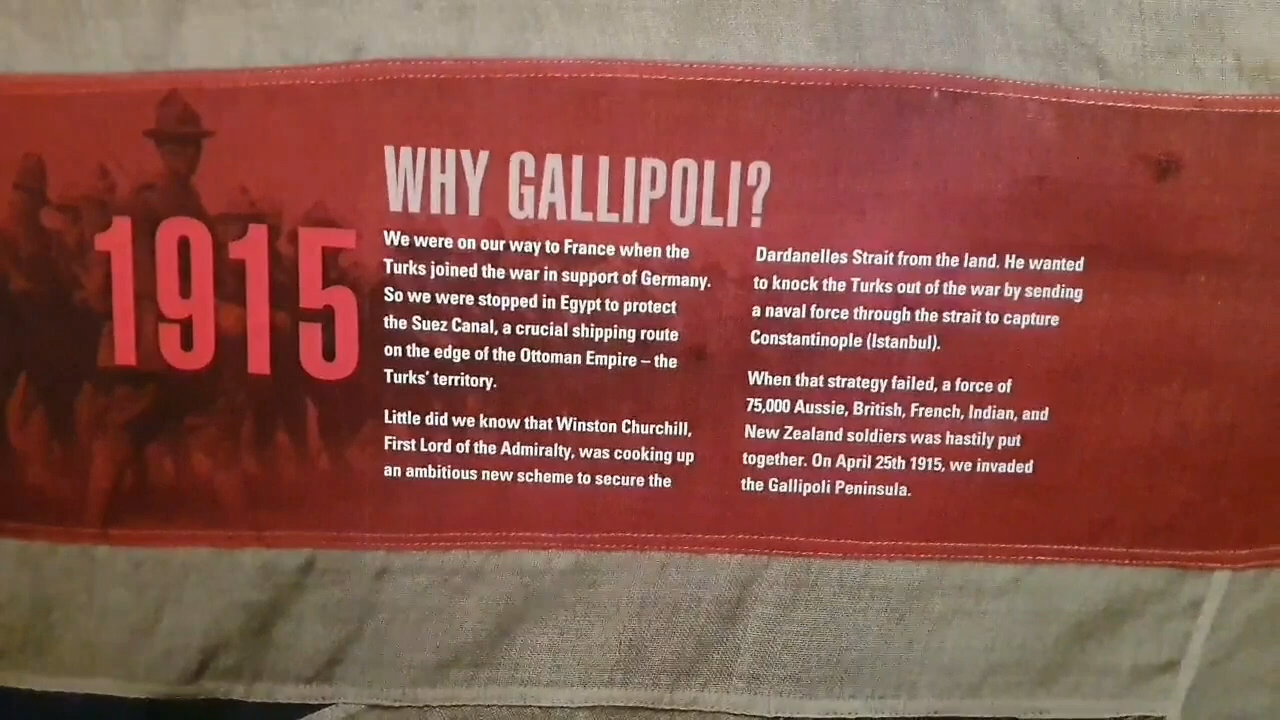 1915
WHY GALLIPOLI?
We were on our way to France when the
Turks joined the war in support of Germany.
So we were stopped in Egypt to protect
the Suez Canal, a crucial shipping route
on the edge of the Ottoman Empire – the
Turks' territory.
Little did we know that Winston Churchill,
First Lord of the Admiralty, was cooking up
an ambitious new scheme to secure the
Dardanelles Strait from the land. He wanted
to knock the Turks out of the war by sending
a naval force through the strait to capture
Constantinople (Istanbul).
When that strategy failed, a force of
75,000 Aussie, British, French, Indian, and
New Zealand soldiers was hastily put
together. On April 25th 1915, we invaded
the Gallipoli Peninsula.